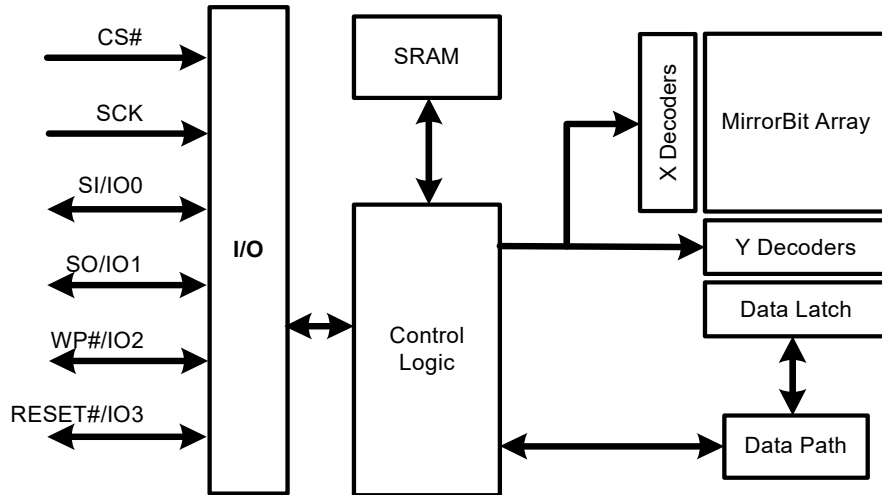 CS#
SCK
SI/IO0
SO/IO1
WP#/IO2
RESET#/IO3
I/O
SRAM
Control
Logic
X Decoders
MirrorBit Array
Y Decoders
Data Latch
Data Path